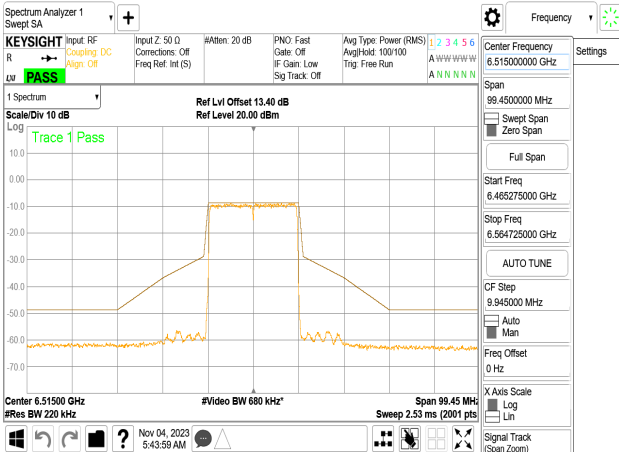 Spectrum Analyzer 1
Swept SA
Frequency
KEYSIGHT
R
LXI
PASS
Input: RF
Coupling: DC
Align: Off
Input Z: 50 Ω
Corrections: Off
Freq Ref: Int (S)
#Atten: 20 dB
PNO: Fast
Gate: Off
IF Gain: Low
Sig Track: Off
Avg Type: Power (RMS)
Avg|Hold: 100/100
Trig: Free Run
1 2 3 4 5 6
A W W W W W
A N N N N N
1 Spectrum
Scale/Div 10 dB
Ref Lvl Offset 13.40 dB
Ref Level 20.00 dBm
Log
Trace 1 Pass
10.0
0.00
-10.0
-20.0
-30.0
-40.0
-50.0
-60.0
-70.0
Center 6.51500 GHz
#Res BW 220 kHz
#Video BW 680 kHz*
Span 99.45 MHz
Sweep 2.53 ms (2001 pts
Nov 04, 2023
5:43:59 AM
Center Frequency
6.515000000 GHz
Settings
Span
99.4500000 MHz
Swept Span
Zero Span
Full Span
Start Freq
6.465275000 GHz
Stop Freq
6.564725000 GHz
AUTO TUNE
CF Step
9.945000 MHz
Auto
Man
Freq Offset
0 Hz
X Axis Scale
Log
Lin
Signal Track
(Span Zoom)